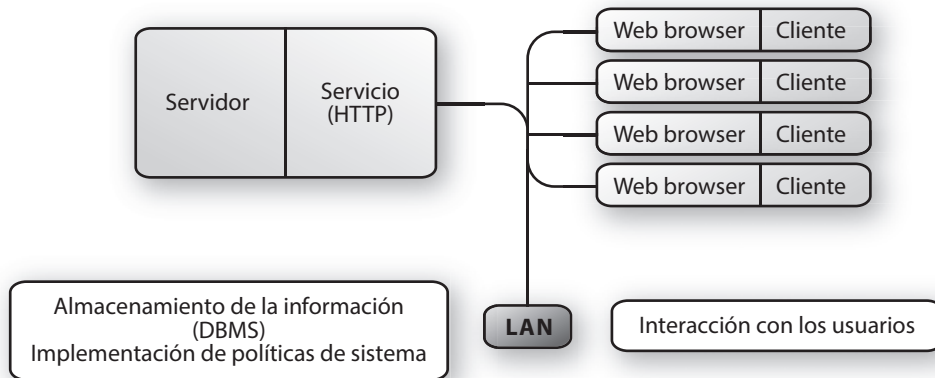 Servidor
Servicio
(HTTP)
Web browser Cliente
Web browser Cliente
Web browser Cliente
Web browser Cliente
Almacenamiento de la información
(DBMS)
Implementación de políticas de sistema
LAN
Interacción con los usuarios